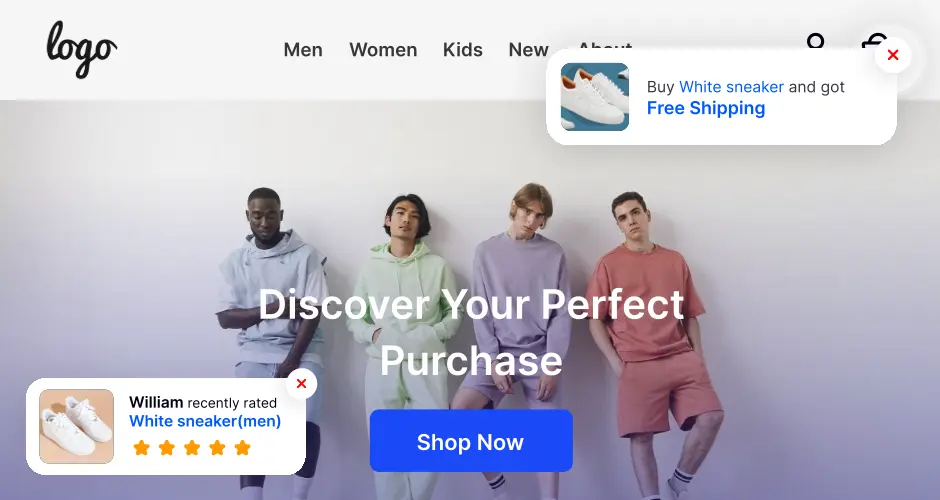 logo
Men Women Kids New About
Buy White sneaker and got
Free Shipping
Discover Your Perfect
Purchase
William recently rated
White sneaker(men)
Shop Now